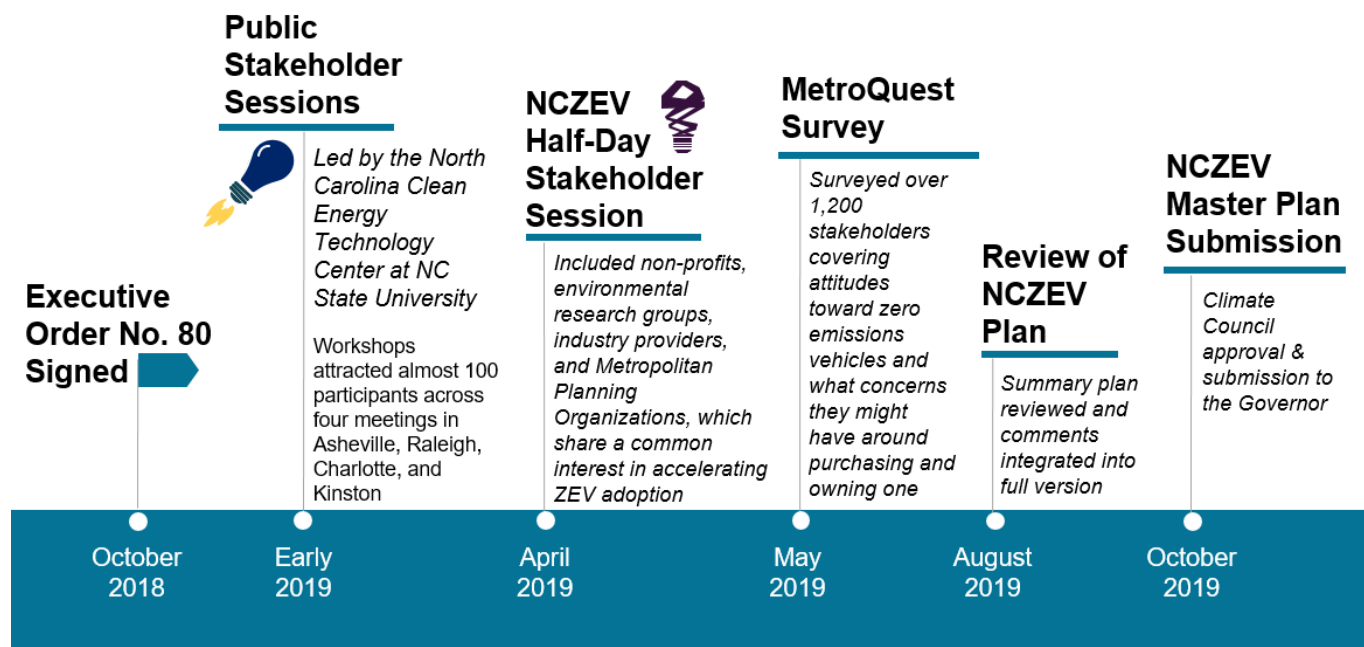 Executive
Order No. 80
Signed
October
2018
Public
Stakeholder
Sessions
Led by the North
Carolina Clean
Energy
Technology
Center at NC
State University
Workshops
attracted almost 100
participants across
four meetings in
Asheville, Raleigh,
Charlotte, and
Kinston
Early
2019
NCZEV
Half-Day
Stakeholder
Session
Included non-profits,
environmental
research groups,
industry providers,
and Metropolitan
Planning
Organizations, which
share a common
interest in accelerating
ZEV adoption
April
2019
MetroQuest
Survey
Surveyed over
1,200
stakeholders
covering
attitudes
toward zero
emissions
vehicles and
what concerns
they might
have around
purchasing and
owning one
May
2019
Review of
NCZEV
Plan
Summary plan
reviewed and
comments
integrated into
full version
August
2019
NCZEV
Master Plan
Submission
Climate
Council
approval &
submission to
the Governor
October
2019